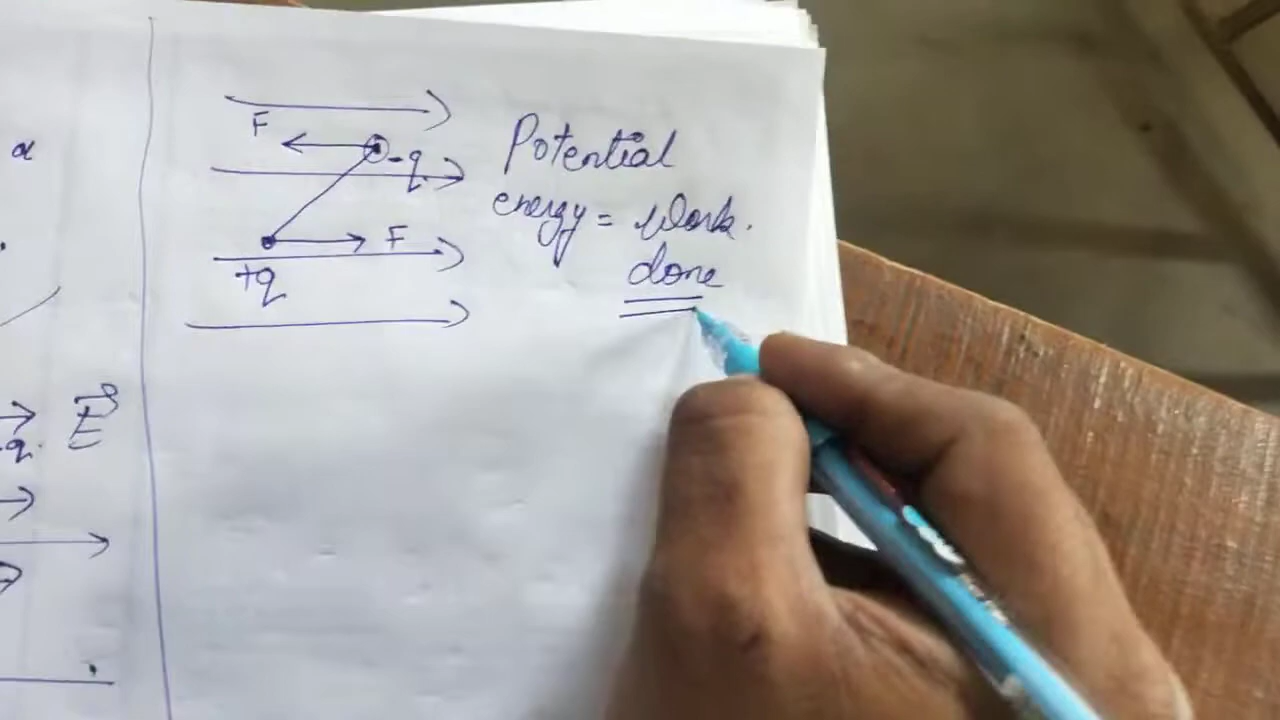 α
F
-q
Potential
energy = Work.
F
done
+q
E
q.